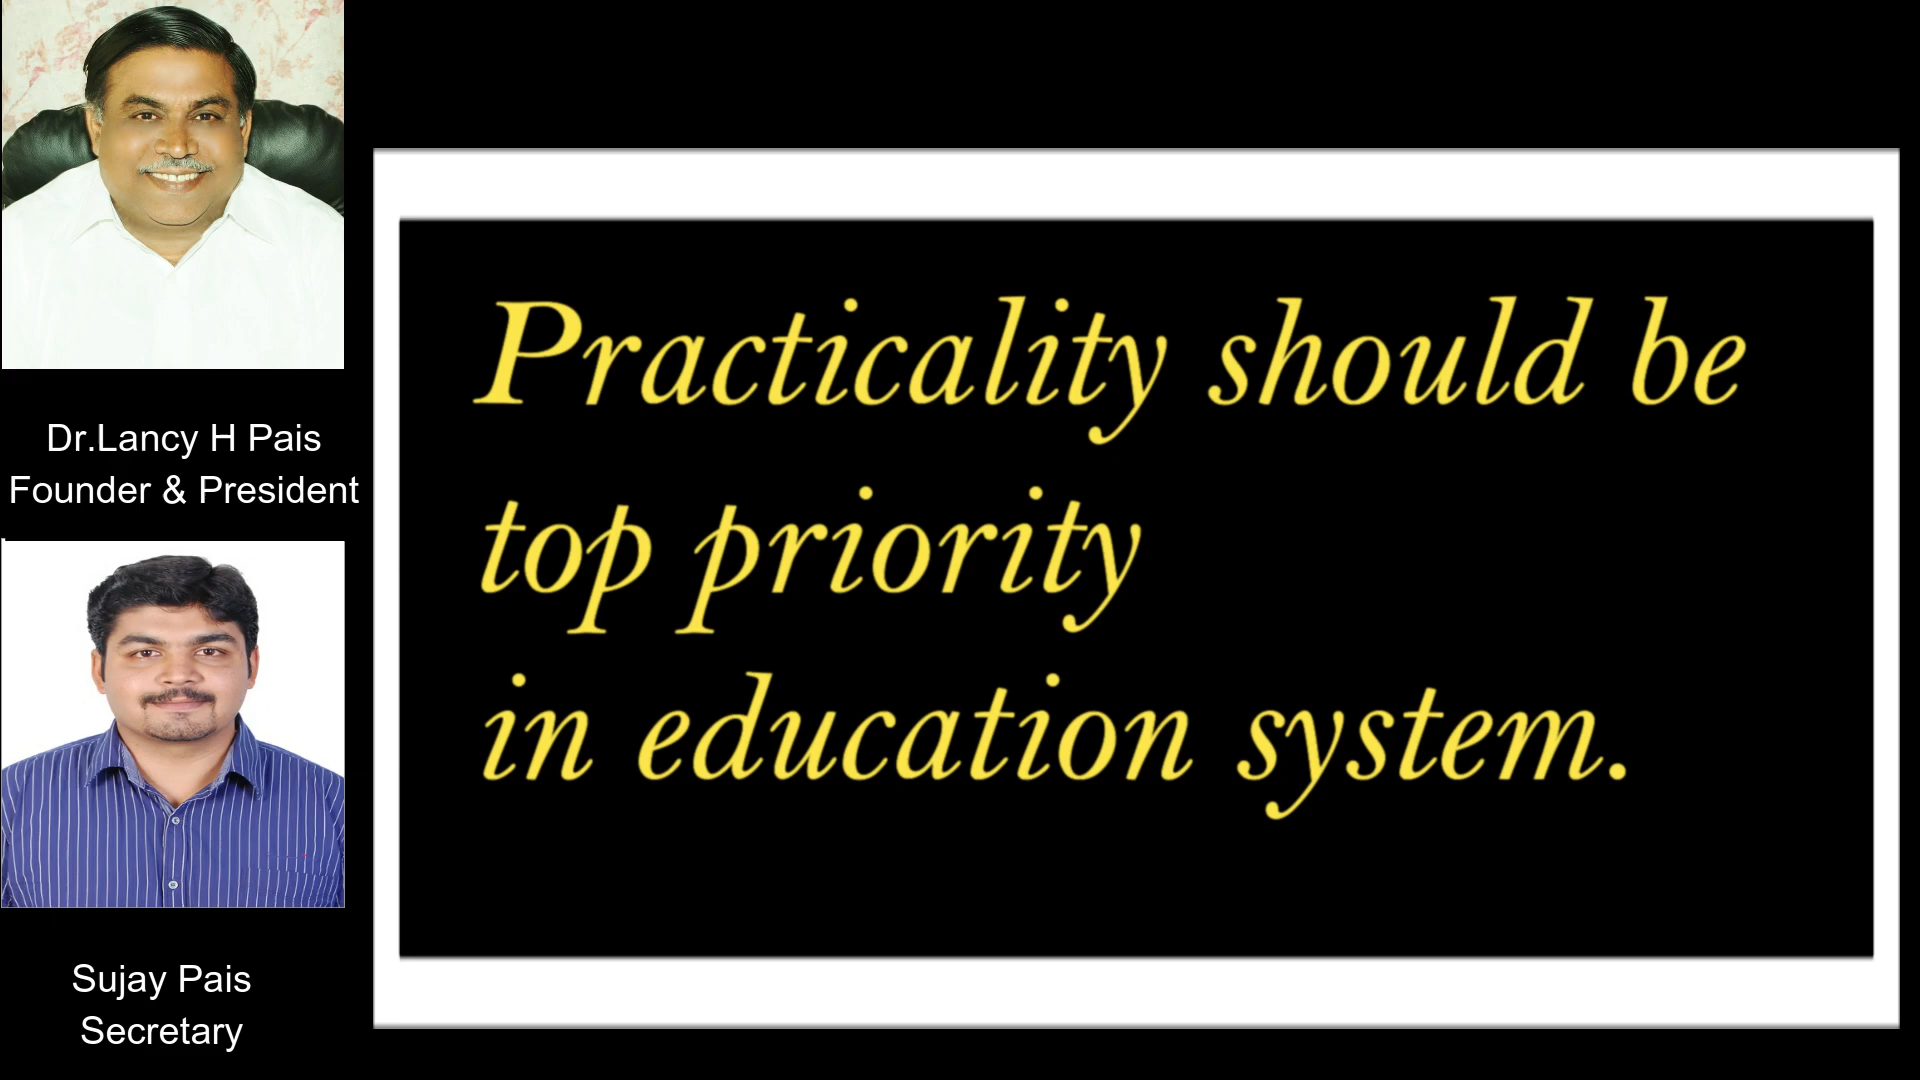 Dr.Lancy H Pais
Founder & President
Sujay Pais
Secretary
Practicality should be
top priority
in education system.